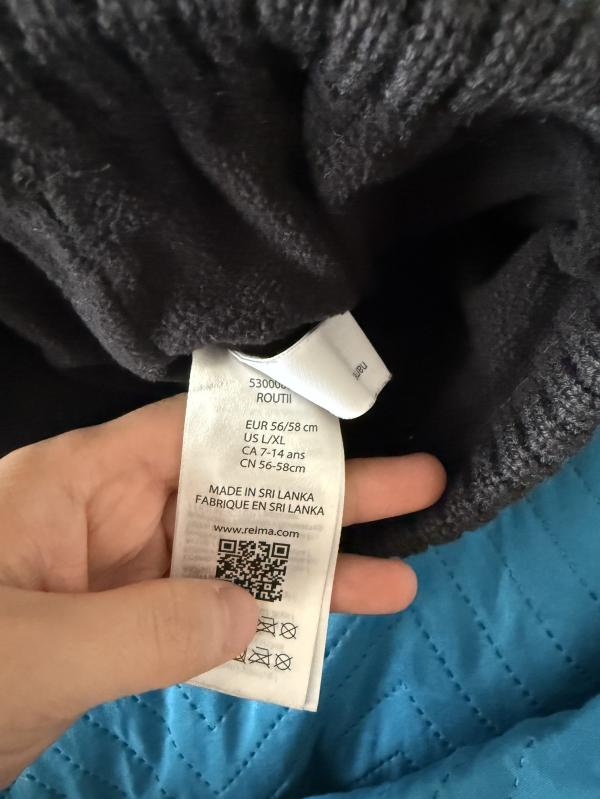 ROUTII
EUR 56/58 cm
US L/XL
CA 7-14 ans
CN 56-58cm
MADE IN SRI LANKA
FABRIQUE EN SRI LANKA
www.reima.com